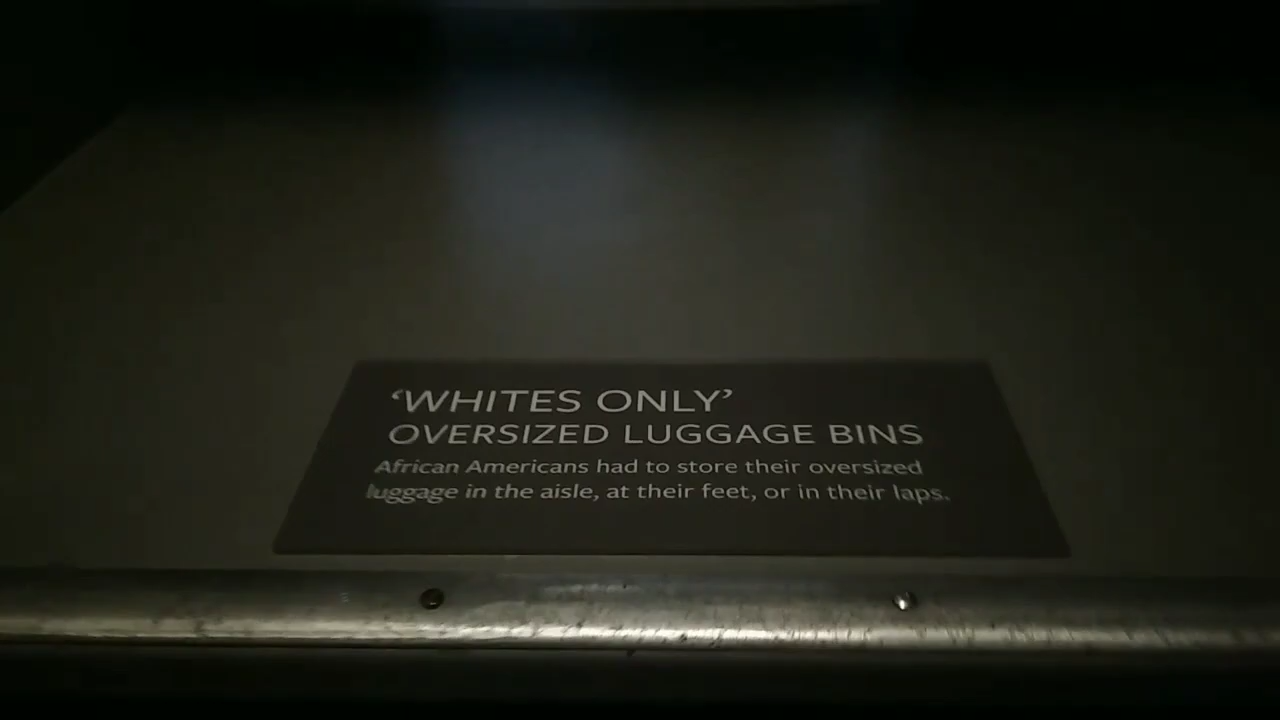 ‘WHITES ONLY’
OVERSIZED LUGGAGE BINS
African Americans had to store their oversized
luggage in the aisle, at their feet, or in their laps.